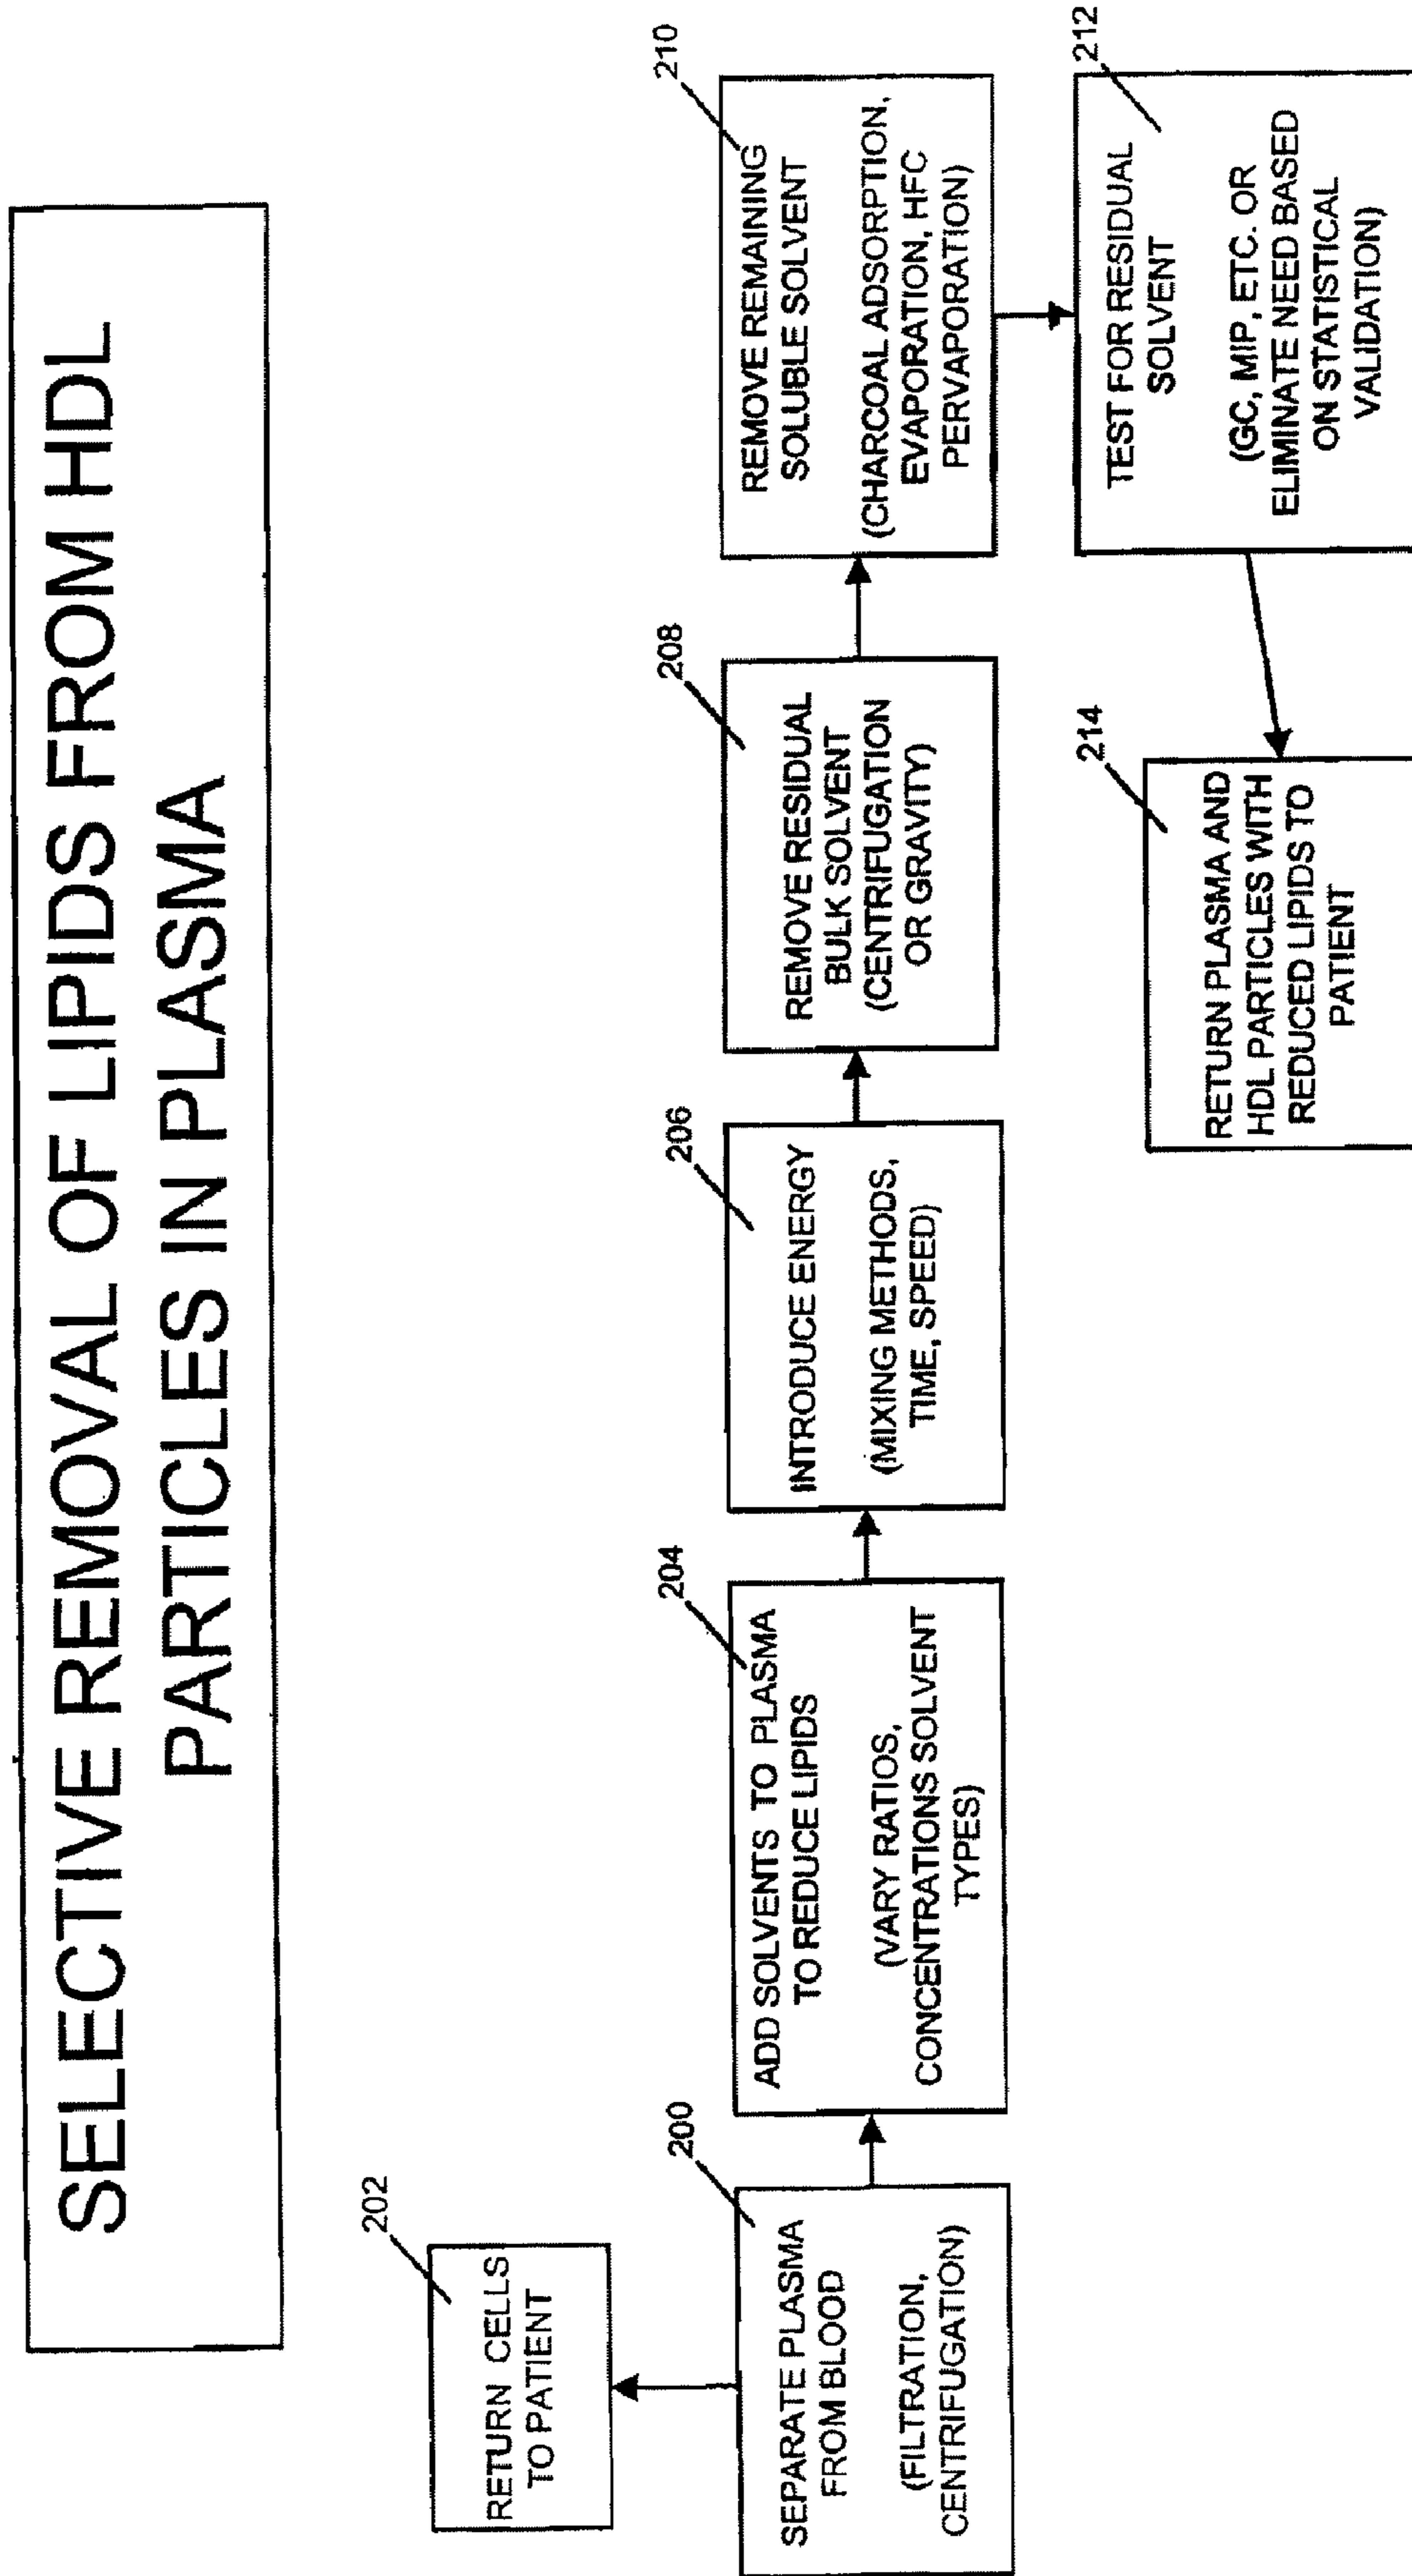 SELECTIVE REMOVAL OF LIPIDS FROM HDL
PARTICLES IN PLASMA
202
RETURN CELLS
TO PATIENT
200
SEPARATE PLASMA
FROM BLOOD
(FILTRATION,
CENTRIFUGATION)
204
ADD SOLVENTS TO PLASMA
TO REDUCE LIPIDS
(VARY RATIOS,
CONCENTRATIONS SOLVENT
TYPES)
206
INTRODUCE ENERGY
(MIXING METHODS,
TIME, SPEED)
208
REMOVE RESIDUAL
BULK SOLVENT
(CENTRIFUGATION
OR GRAVITY)
210
REMOVE REMAINING
SOLUBLE SOLVENT
(CHARCOAL ADSORPTION,
EVAPORATION, HFC
PERVAPORATION)
212
TEST FOR RESIDUAL
SOLVENT
(GC, MIP, ETC. OR
ELIMINATE NEED BASED
ON STATISTICAL
VALIDATION)
214
RETURN PLASMA AND
HDL PARTICLES WITH
REDUCED LIPIDS TO
PATIENT